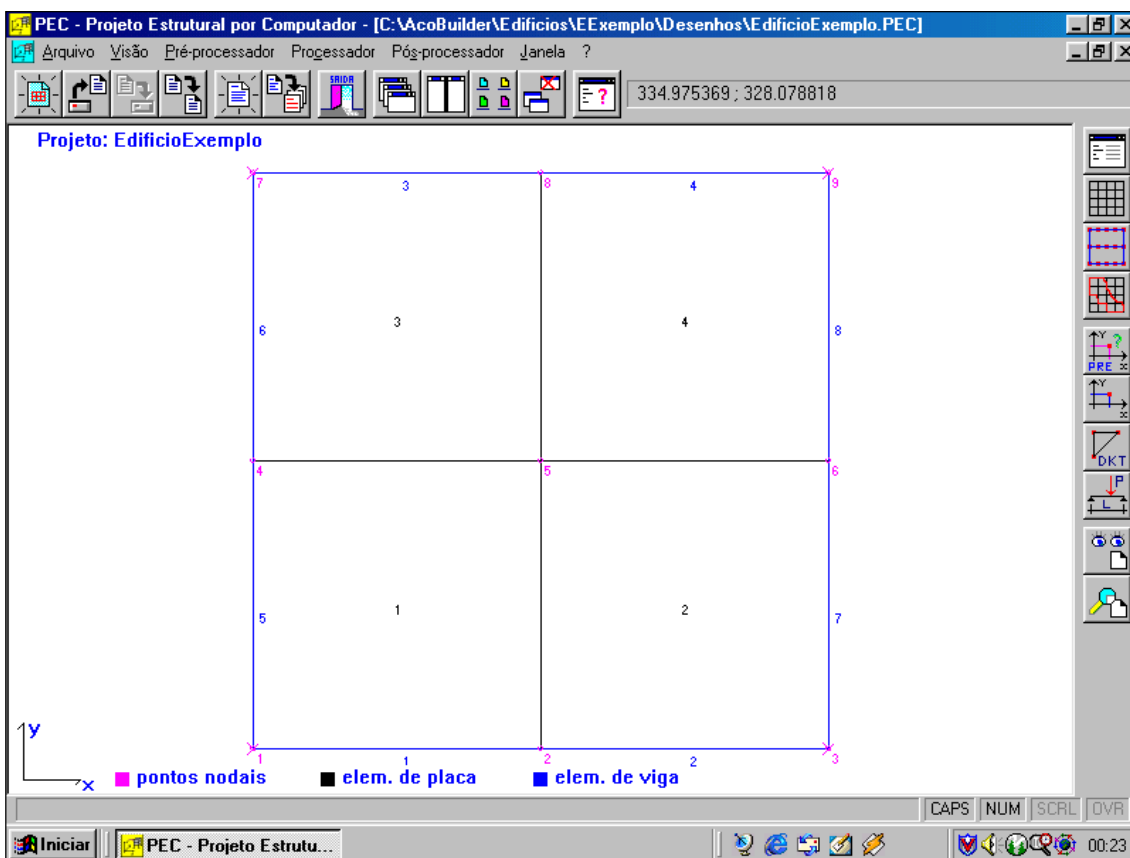 PEC - Projeto Estrutural por Computador - [C:\AcoBuilder\Edificios\EExemplo\Desenhos\EdificioExemplo.PEC]
Arquivo Visão Pré-processador Processador Pós-processador Janela ?
SAIDA ? 334.975369 ; 328.078818
Projeto: EdificioExemplo
7 3 8 4 9
3 4
6 8
Y ?
PRE x
Y
x
4 5 6
DKT
P
L
1 2
5 7
y
1 1 2 2 3
x pontos nodais elem. de placa elem. de viga
CAPS NUM SCRL OVR
Iniciar PEC - Projeto Estrutu... 00:23